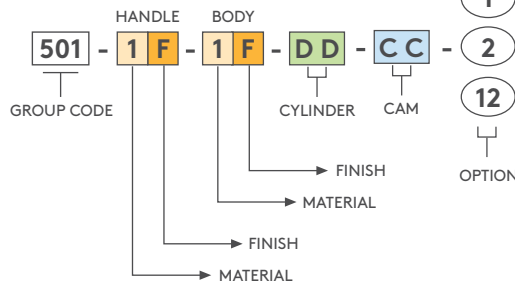 HANDLE BODY
501 - 1 F - 1 F - D D - C C - 2
12
GROUP CODE CYLINDER CAM
OPTION
FINISH
MATERIAL
FINISH
MATERIAL